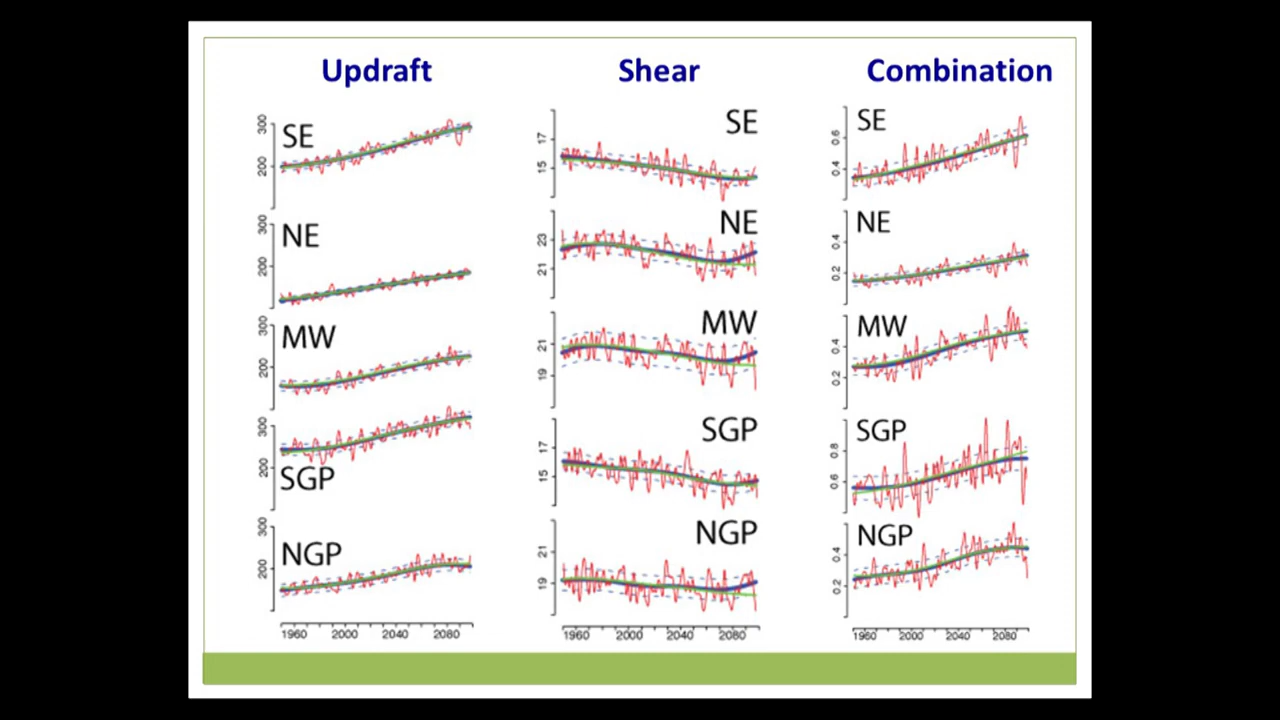 Updraft Shear Combination
SE 300 200
SE 17 15
SE 0.6 0.4
NE 300 200
NE 23 21
NE 0.4 0.2
MW 300 200
MW 21 19
MW 0.4 0.2
SGP 300 200
SGP 17 15
SGP 0.8 0.6
NGP 300 200
NGP 21 19
NGP 0.4 0.2
1960 2000 2040 2080
1960 2000 2040 2080
1960 2000 2040 2080